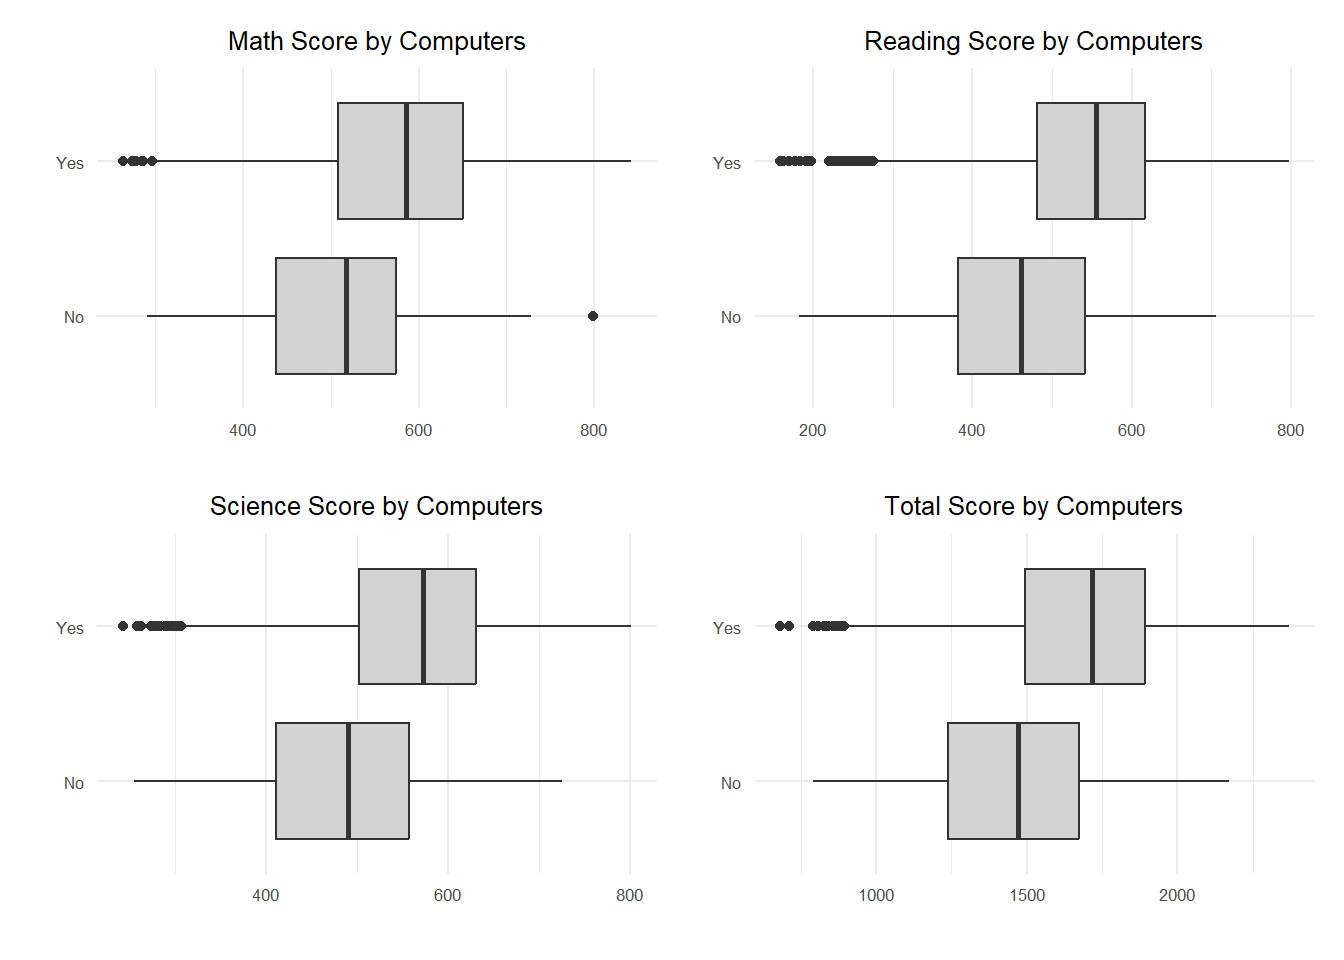 Math Score by Computers
Yes
No
400 600 800
Reading Score by Computers
Yes
No
200 400 600 800
Science Score by Computers
Yes
No
400 600 800
Total Score by Computers
Yes
No
1000 1500 2000